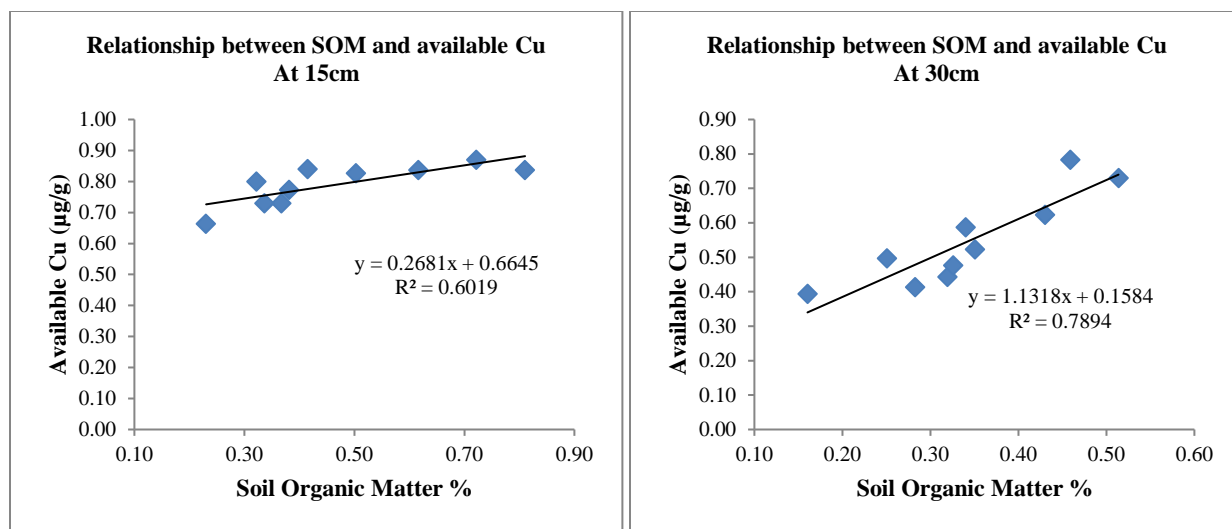 Relationship between SOM and available Cu
At 15cm
1.00
0.90
0.80
0.70
0.60
0.50
0.40
0.30
0.20
0.10
0.00
Available Cu (µg/g)
y = 0.2681x + 0.6645
R² = 0.6019
0.10 0.30 0.50 0.70 0.90
Soil Organic Matter %
Relationship between SOM and available Cu
At 30cm
0.90
0.80
0.70
0.60
0.50
0.40
0.30
0.20
0.10
0.00
Available Cu (µg/g)
y = 1.1318x + 0.1584
R² = 0.7894
0.10 0.20 0.30 0.40 0.50 0.60
Soil Organic Matter %